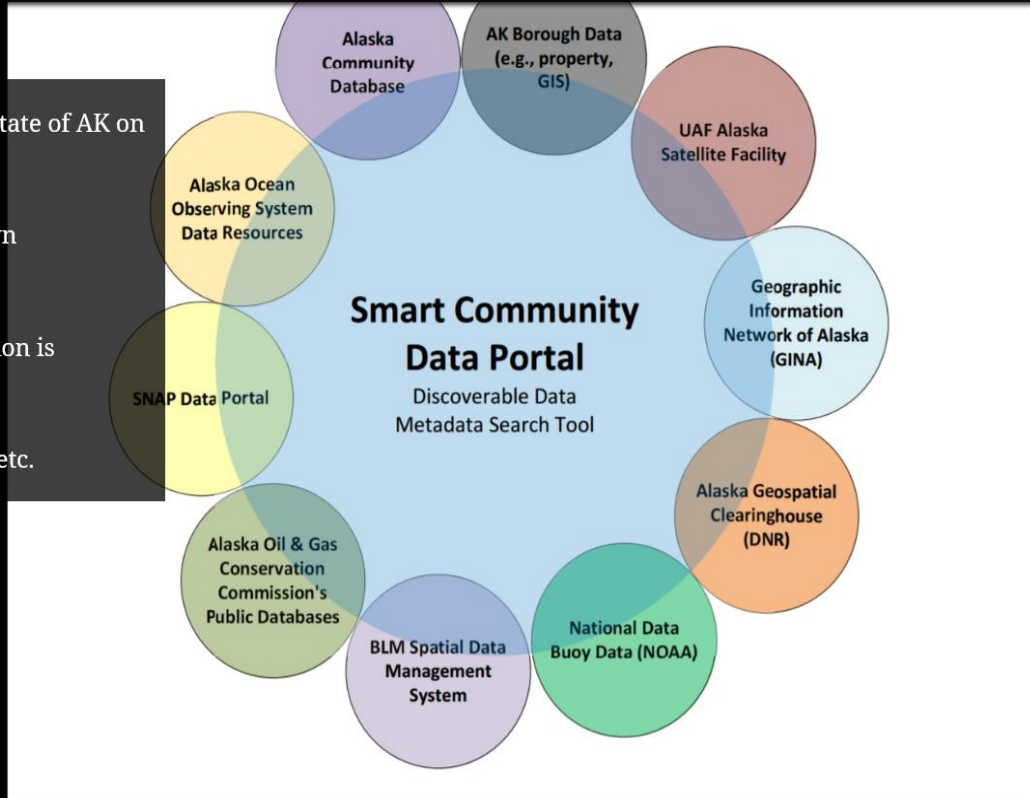 Alaska
Community
Database
AK Borough Data
(e.g., property,
GIS)
UAF Alaska
Satellite Facility
Geographic
Information
Network of Alaska
(GINA)
Alaska Geospatial
Clearinghouse
(DNR)
National Data
Buoy Data (NOAA)
BLM Spatial Data
Management
System
Alaska Oil & Gas
Conservation
Commission's
Public Databases
SNAP Data Portal
Alaska Ocean
Observing System
Data Resources
Smart Community
Data Portal
Discoverable Data
Metadata Search Tool
of AK on
is
etc.